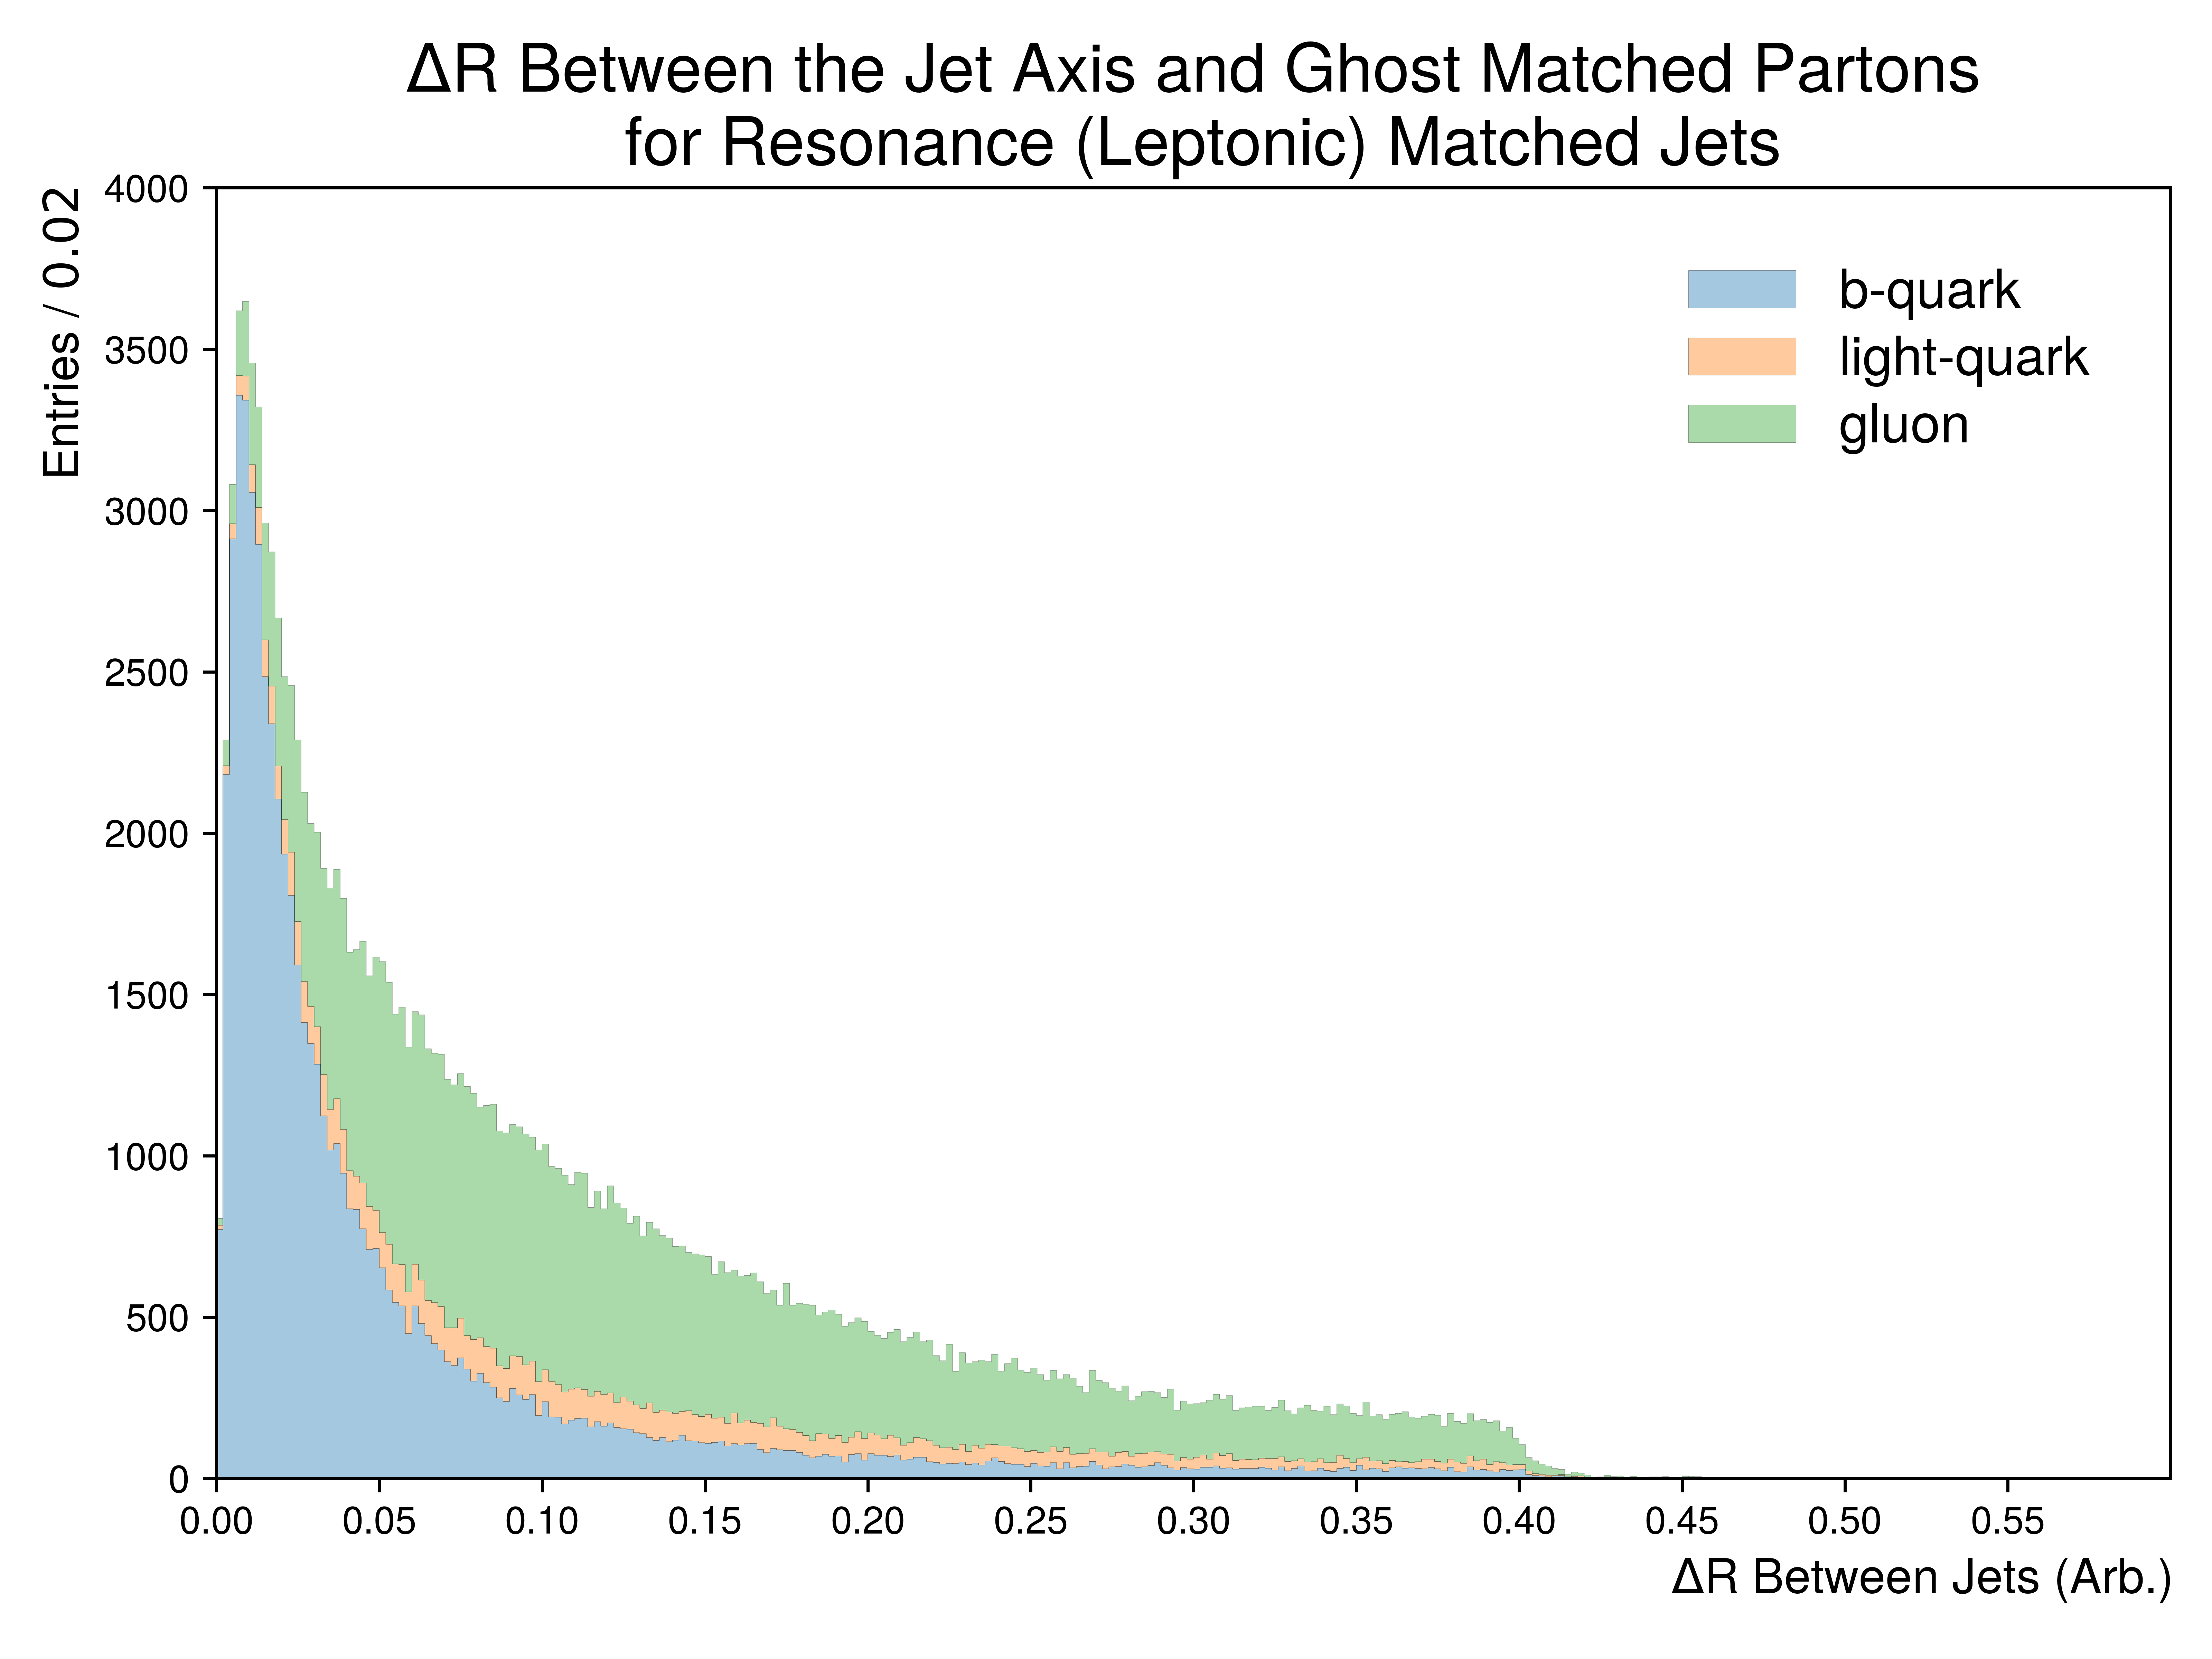 ΔR Between the Jet Axis and Ghost Matched Partons
for Resonance (Leptonic) Matched Jets
Entries / 0.02
4000
3500
3000
2500
2000
1500
1000
500
0
b-quark
light-quark
gluon
0.00 0.05 0.10 0.15 0.20 0.25 0.30 0.35 0.40 0.45 0.50 0.55
ΔR Between Jets (Arb.)